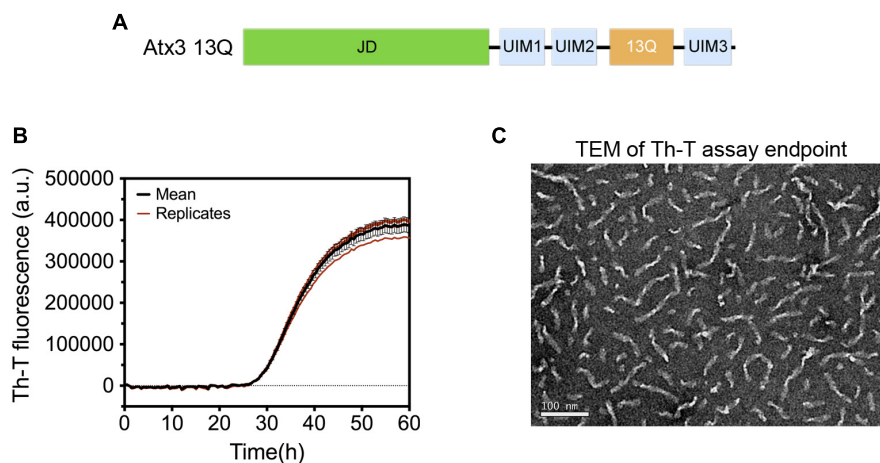 A
Atx3 13Q
JD
UIM1
UIM2
13Q
UIM3
B
Th-T fluorescence (a.u.)
500000
400000
300000
200000
100000
0
Mean
Replicates
0 10 20 30 40 50 60
Time(h)
C
TEM of Th-T assay endpoint
100 nm